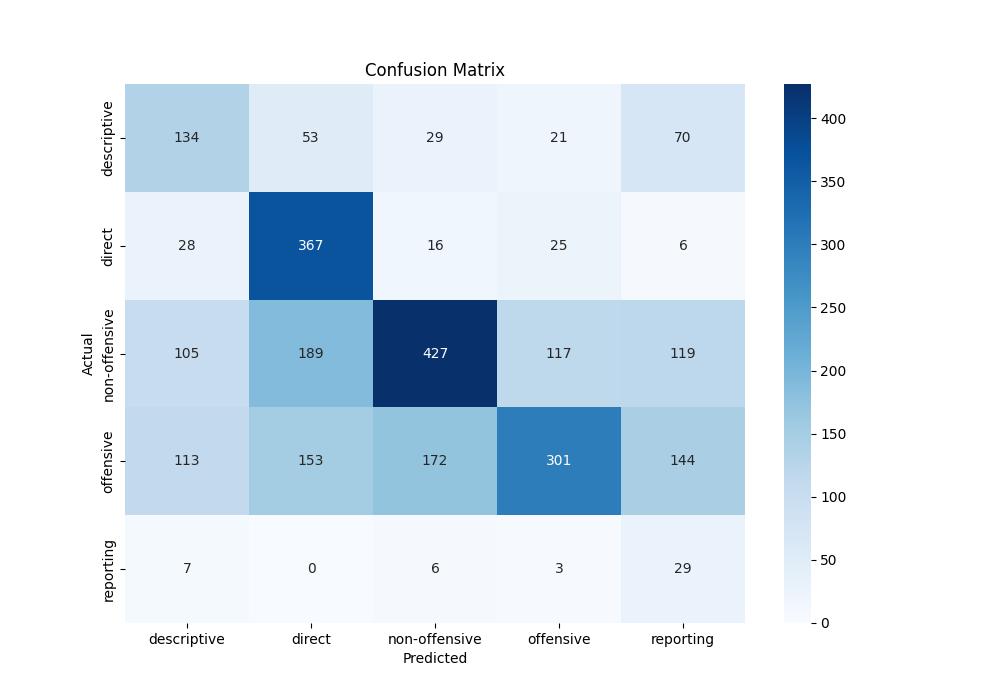 Confusion Matrix
descriptive 134 53 29 21 70
direct 28 367 16 25 6
non-offensive 105 189 427 117 119
offensive 113 153 172 301 144
reporting 7 0 6 3 29
Actual
descriptive direct non-offensive offensive reporting
Predicted
400
350
300
250
200
150
100
50
0